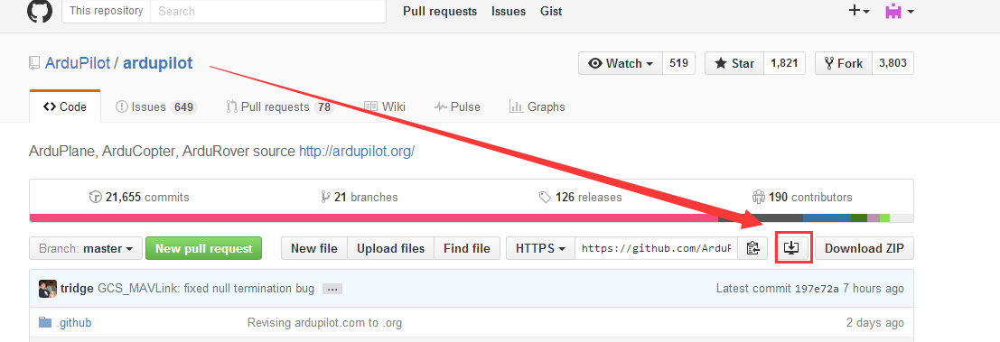 This repository Search Pull requests Issues Gist
ArduPilot / ardupilot Watch 519 Star 1,821 Fork 3,803
Code Issues 649 Pull requests 78 Wiki Pulse Graphs
ArduPlane, ArduCopter, ArduRover source http://ardupilot.org/
21,655 commits 21 branches 126 releases 190 contributors
Branch: master New pull request New file Upload files Find file HTTPS https://github.com/ArduP Download ZIP
tridge GCS_MAVLink: fixed null termination bug ... Latest commit 197e72a 7 hours ago
.github Revising ardupilot.com to .org 2 days ago